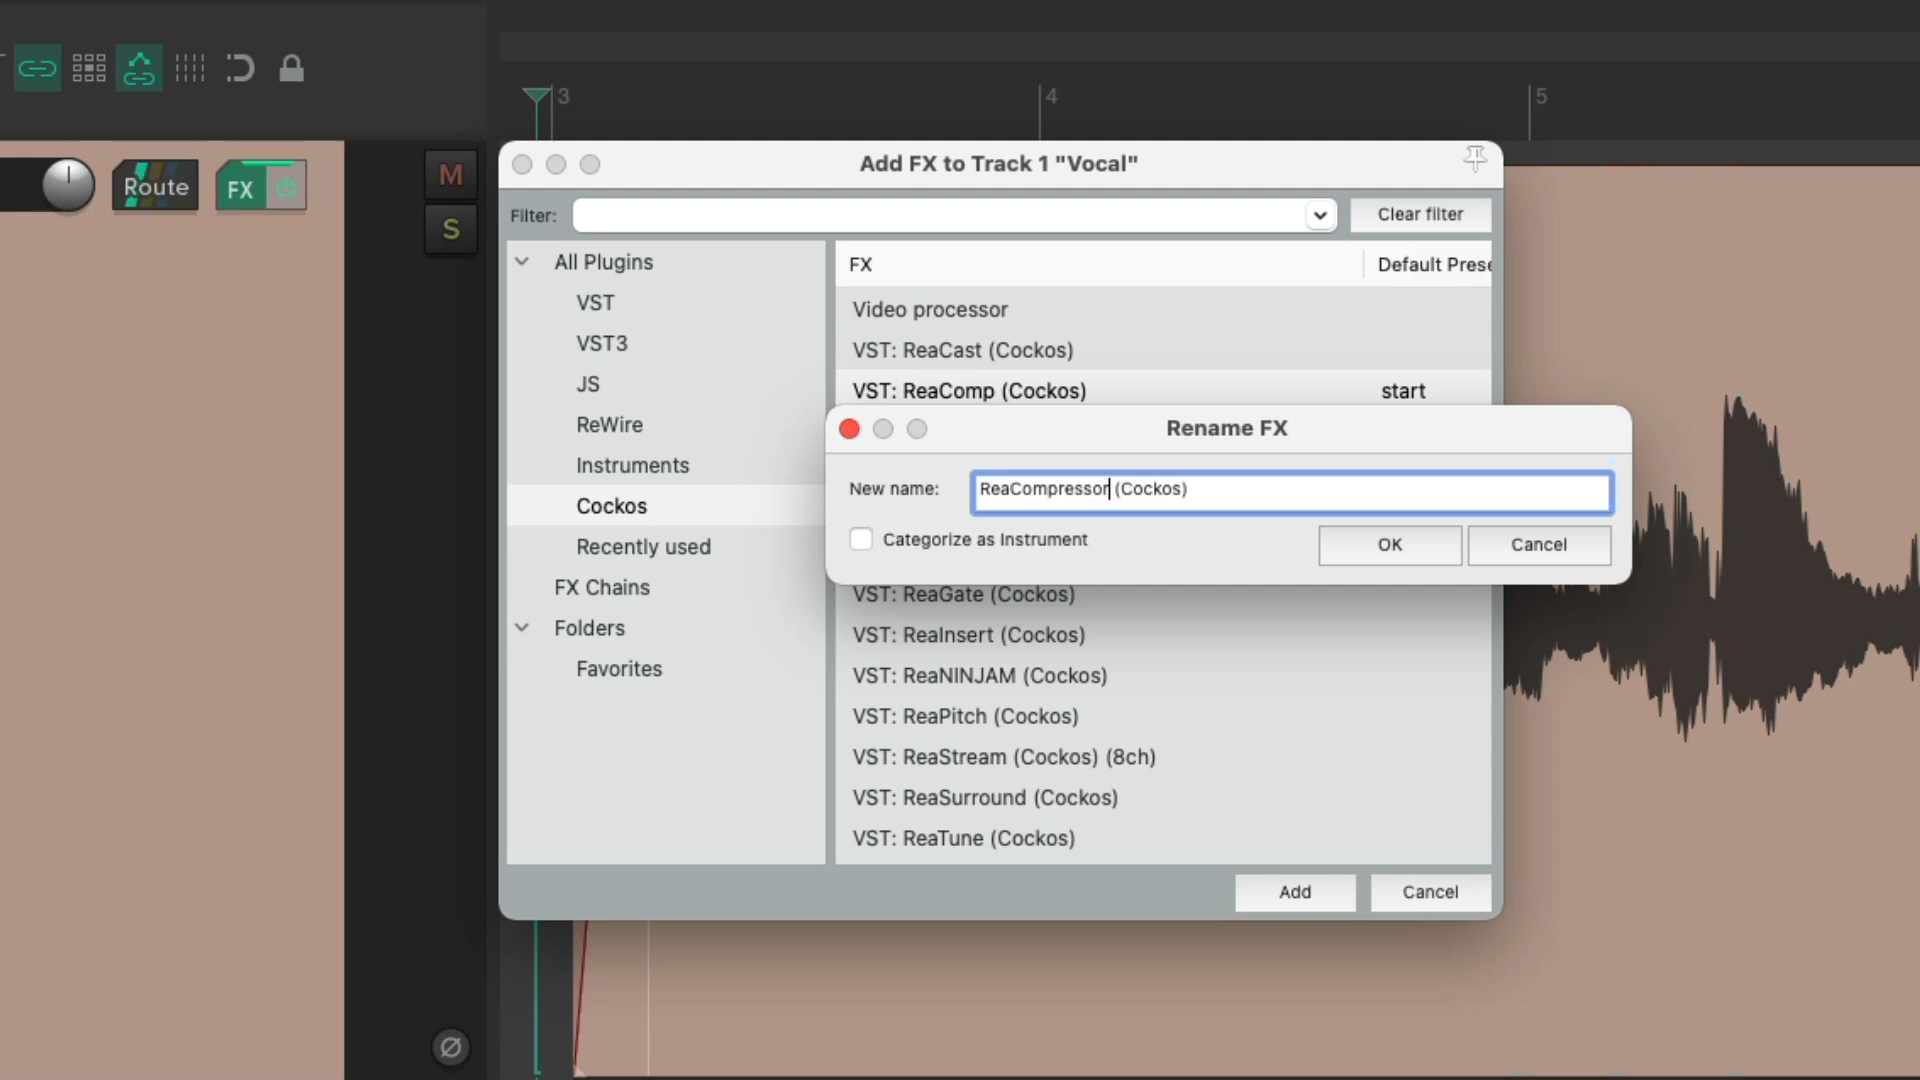 3
4
5
Route
FX
M
S
Add FX to Track 1 "Vocal"
Filter:
Clear filter
All Plugins
VST
VST3
JS
ReWire
Instruments
Cockos
Recently used
FX Chains
Folders
Favorites
FX
Default Prese
Video processor
VST: ReaCast (Cockos)
VST: ReaComp (Cockos)
start
Rename FX
New name:
ReaCompressor (Cockos)
Categorize as Instrument
OK
Cancel
VST: ReaGate (Cockos)
VST: ReaInsert (Cockos)
VST: ReaNINJAM (Cockos)
VST: ReaPitch (Cockos)
VST: ReaStream (Cockos) (8ch)
VST: ReaSurround (Cockos)
VST: ReaTune (Cockos)
Add
Cancel